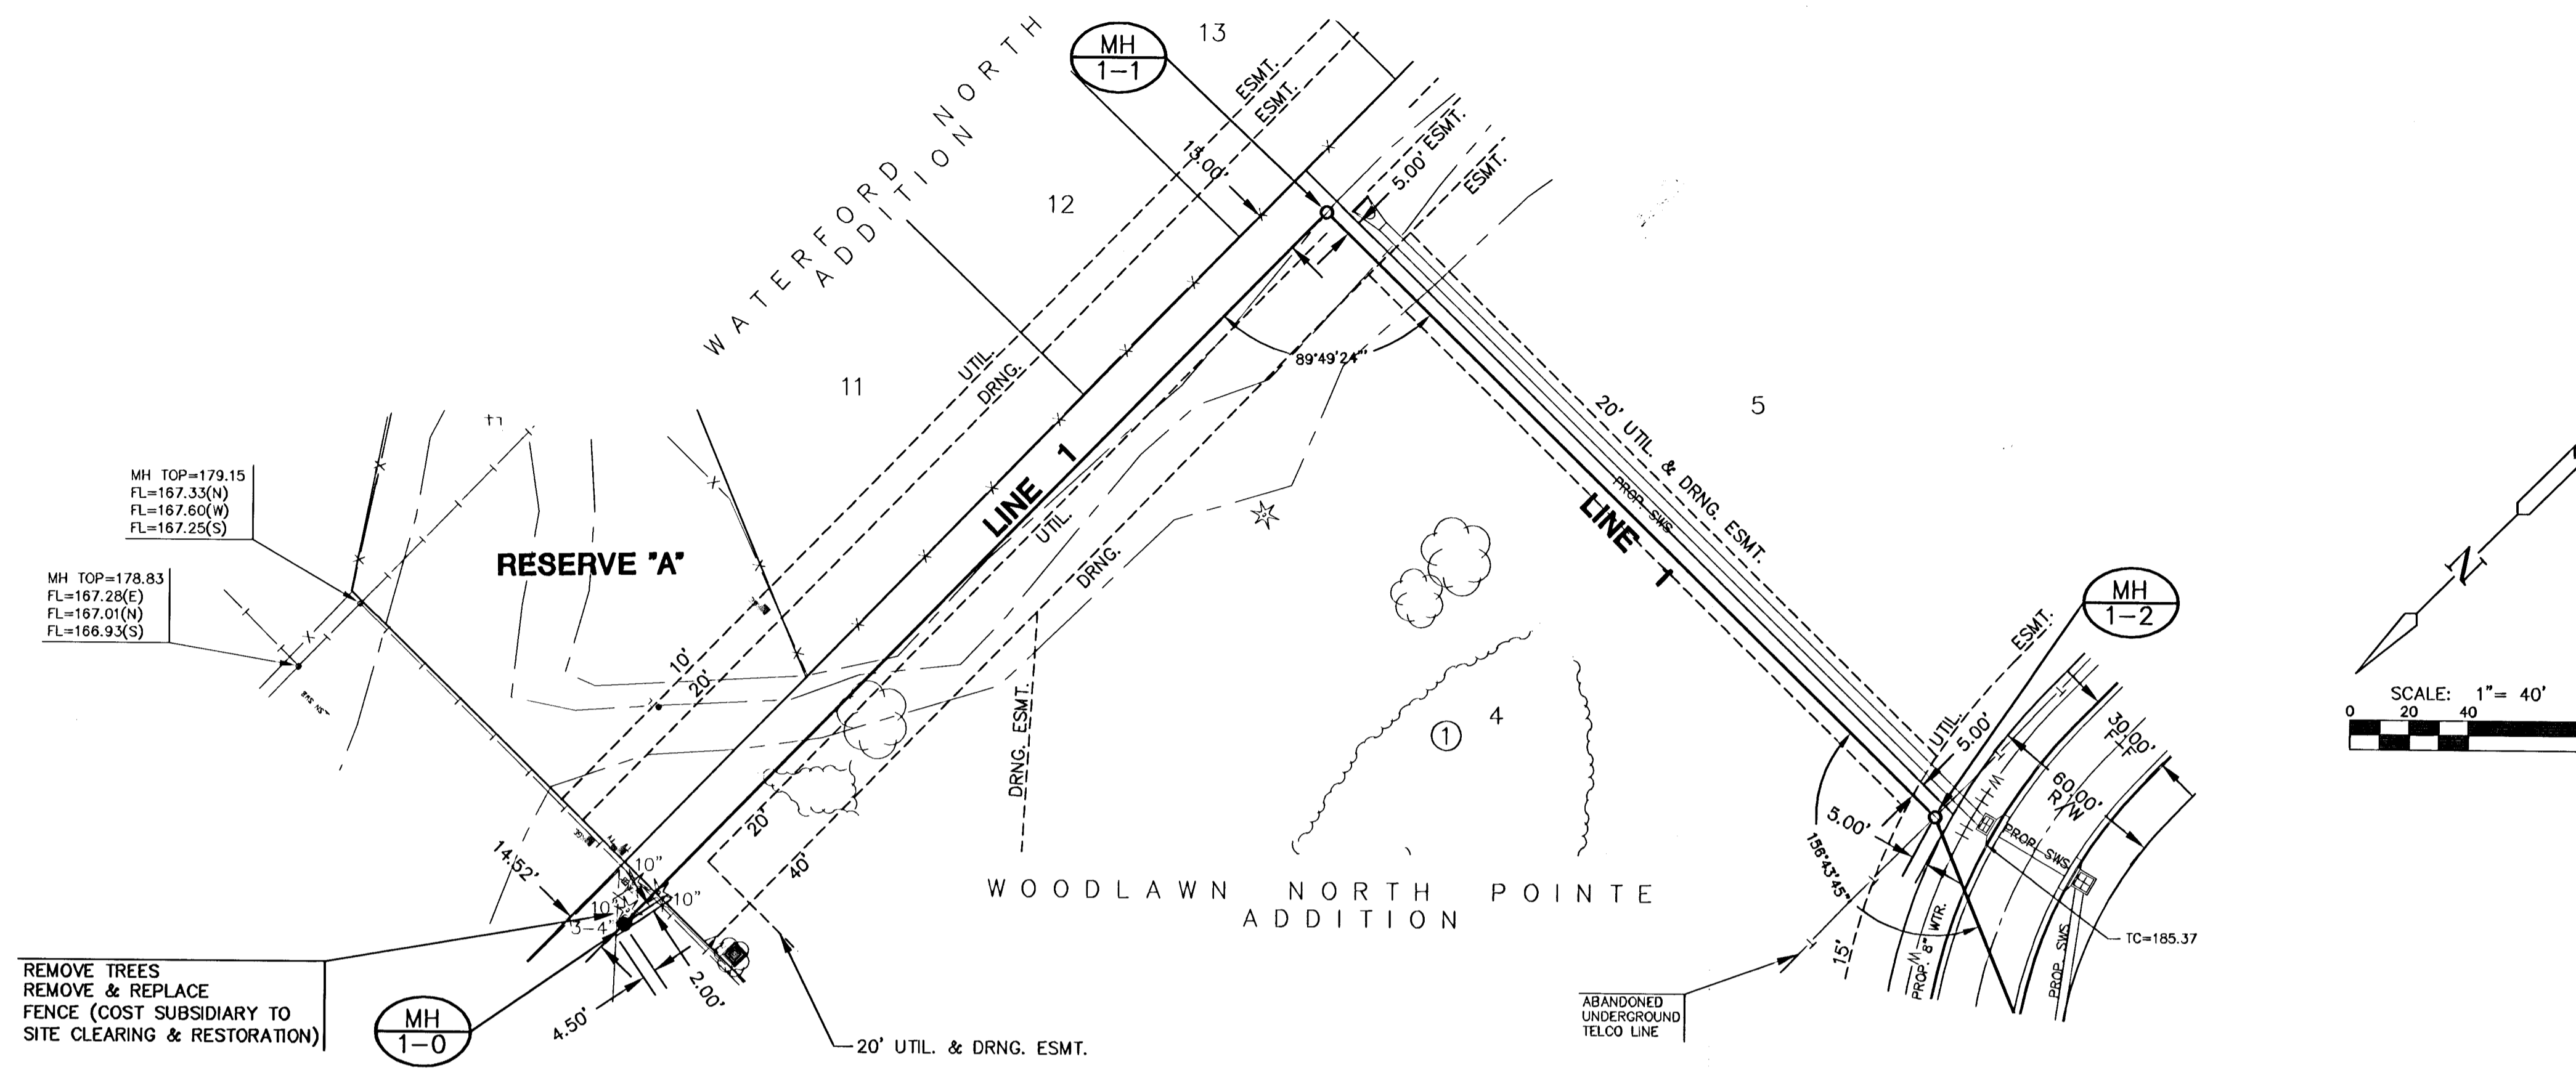 MH
1-1
13
WATERFORD NORTH
ADDITION
ESMT.
ESMT.
15.00'
5.00' ESMT.
ESMT.
12
11
UTIL.
DRNG.
89°49'24"
5
20' UTIL. & DRNG. ESMT.
PROP. SWS
LINE 1
LINE 1
UTIL.
DRNG.
MH TOP=179.15
FL=167.33(N)
FL=167.60(W)
FL=167.25(S)
MH TOP=178.83
FL=167.28(E)
FL=167.01(N)
FL=166.93(S)
RESERVE "A"
10'
20'
DRNG. ESMT.
1
4
N
SCALE: 1"= 40'
0 20 40
MH
1-2
ESMT.
UTIL.
5.00'
30.00'
F-F
60.00'
R/W
5.00'
156°43'45"
PROP. SWS
W
W
PROP. 8" WTR.
PROP. SWS
TC=185.37
15'
14.52'
10"
10"
10"
3-4"
20'
40'
2.00'
4.50'
WOODLAWN NORTH POINTE
ADDITION
REMOVE TREES
REMOVE & REPLACE
FENCE (COST SUBSIDIARY TO
SITE CLEARING & RESTORATION)
MH
1-0
20' UTIL. & DRNG. ESMT.
ABANDONED
UNDERGROUND
TELCO LINE